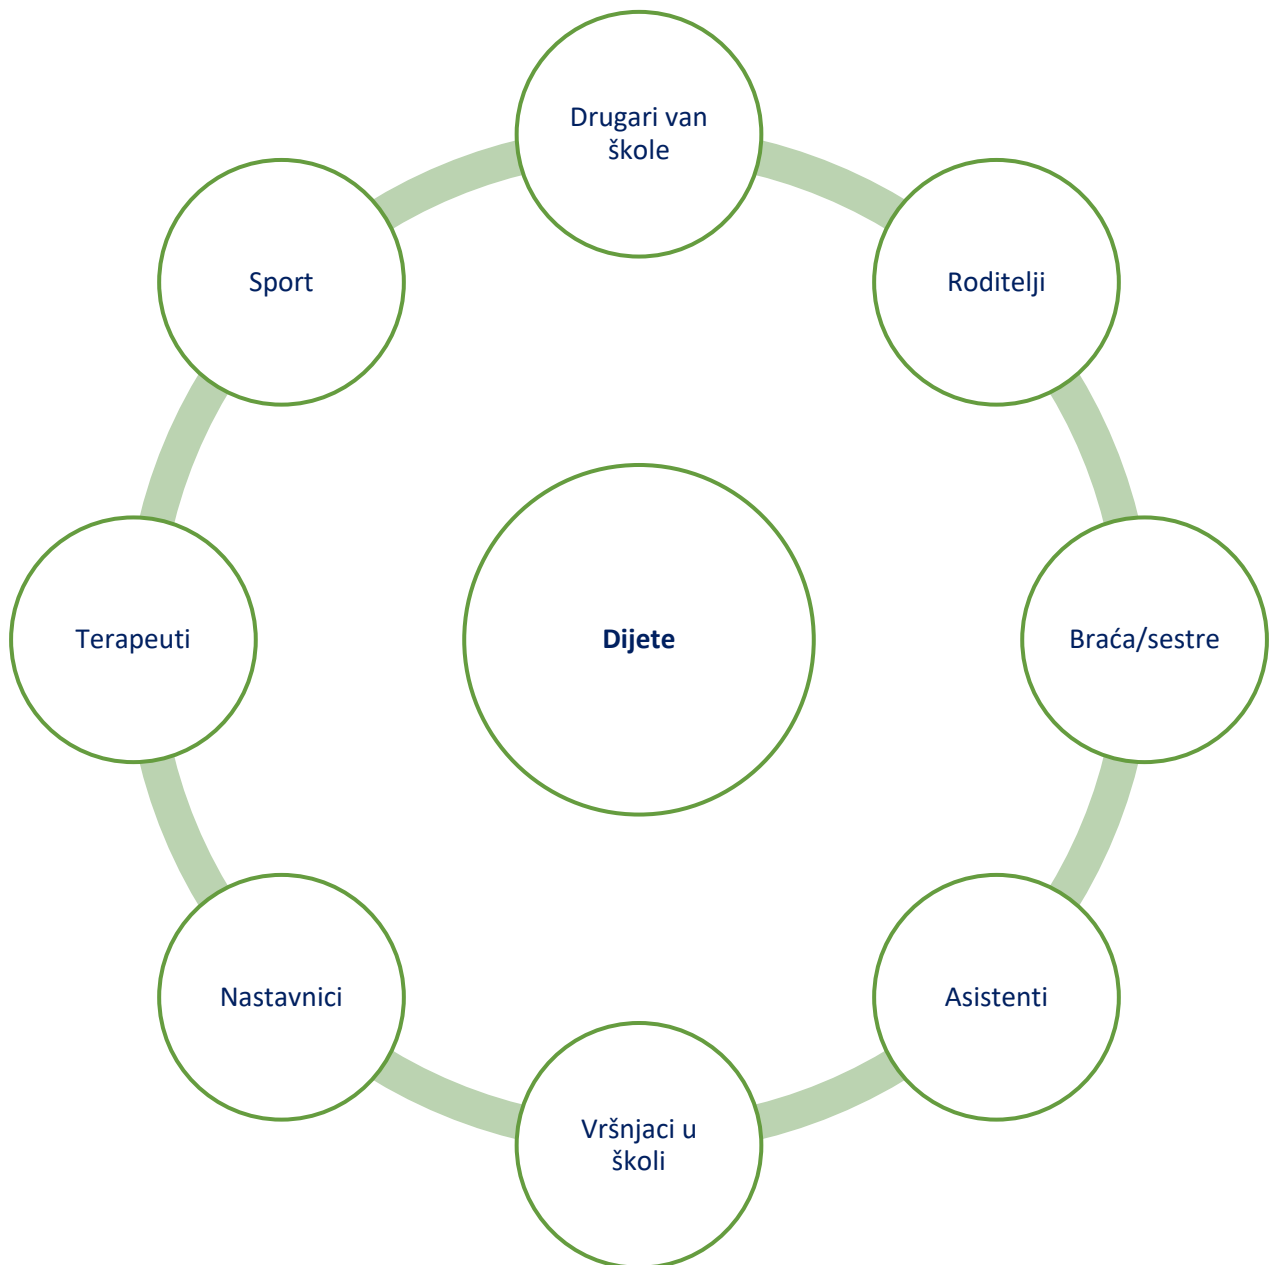 Drugari van
škole
Sport
Roditelji
Terapeuti
Dijete
Braća/sestre
Nastavnici
Asistenti
Vršnjaci u
školi